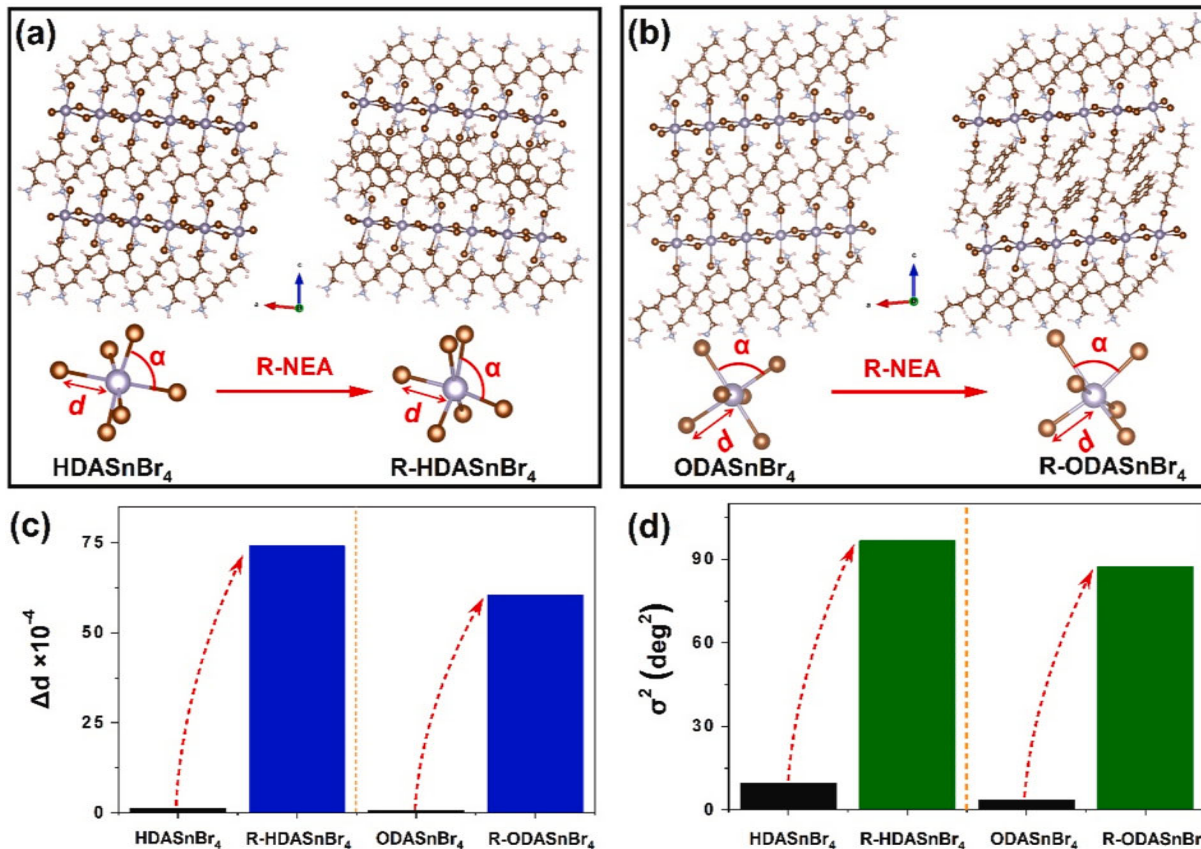 (a)
c
a
b
α
d
R-NEA
α
d
HDASnBr₄
R-HDASnBr₄
(b)
c
a
α
d
R-NEA
α
d
ODASnBr₄
R-ODASnBr₄
(c)
Δd ×10⁻⁴
75
50
25
0
HDASnBr₄
R-HDASnBr₄
ODASnBr₄
R-ODASnBr₄
(d)
σ² (deg²)
90
60
30
0
HDASnBr₄
R-HDASnBr₄
ODASnBr₄
R-ODASnBr₄